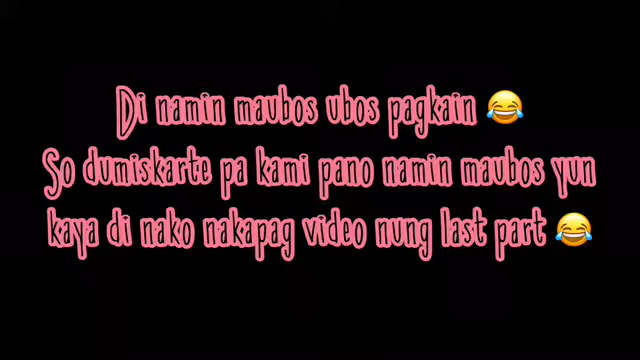 Di namin maubos ubos pagkain 😂
So dumiskarte pa kami pano namin maubos yun
kaya di nako nakapag video nung last part 😂